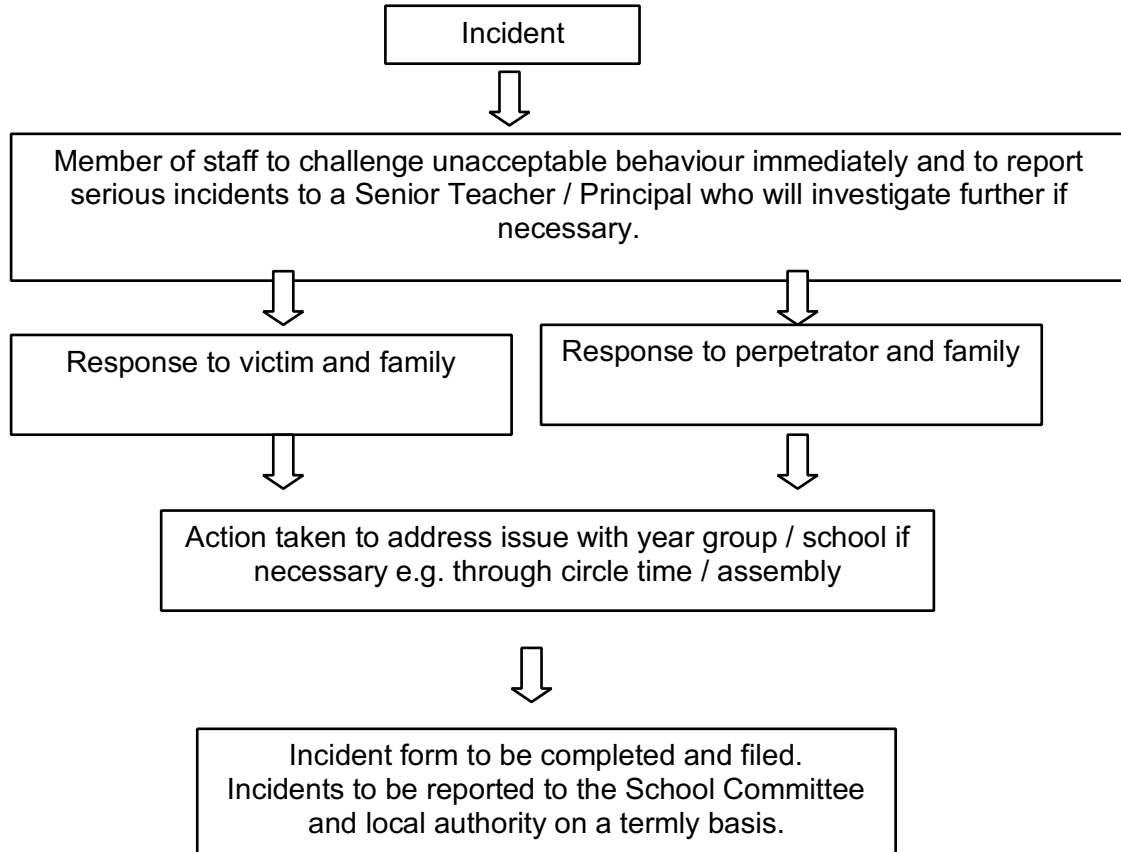 Incident
Member of staff to challenge unacceptable behaviour immediately and to report
serious incidents to a Senior Teacher / Principal who will investigate further if
necessary.
Response to victim and family
Response to perpetrator and family
Action taken to address issue with year group / school if
necessary e.g. through circle time / assembly
Incident form to be completed and filed.
Incidents to be reported to the School Committee
and local authority on a termly basis.